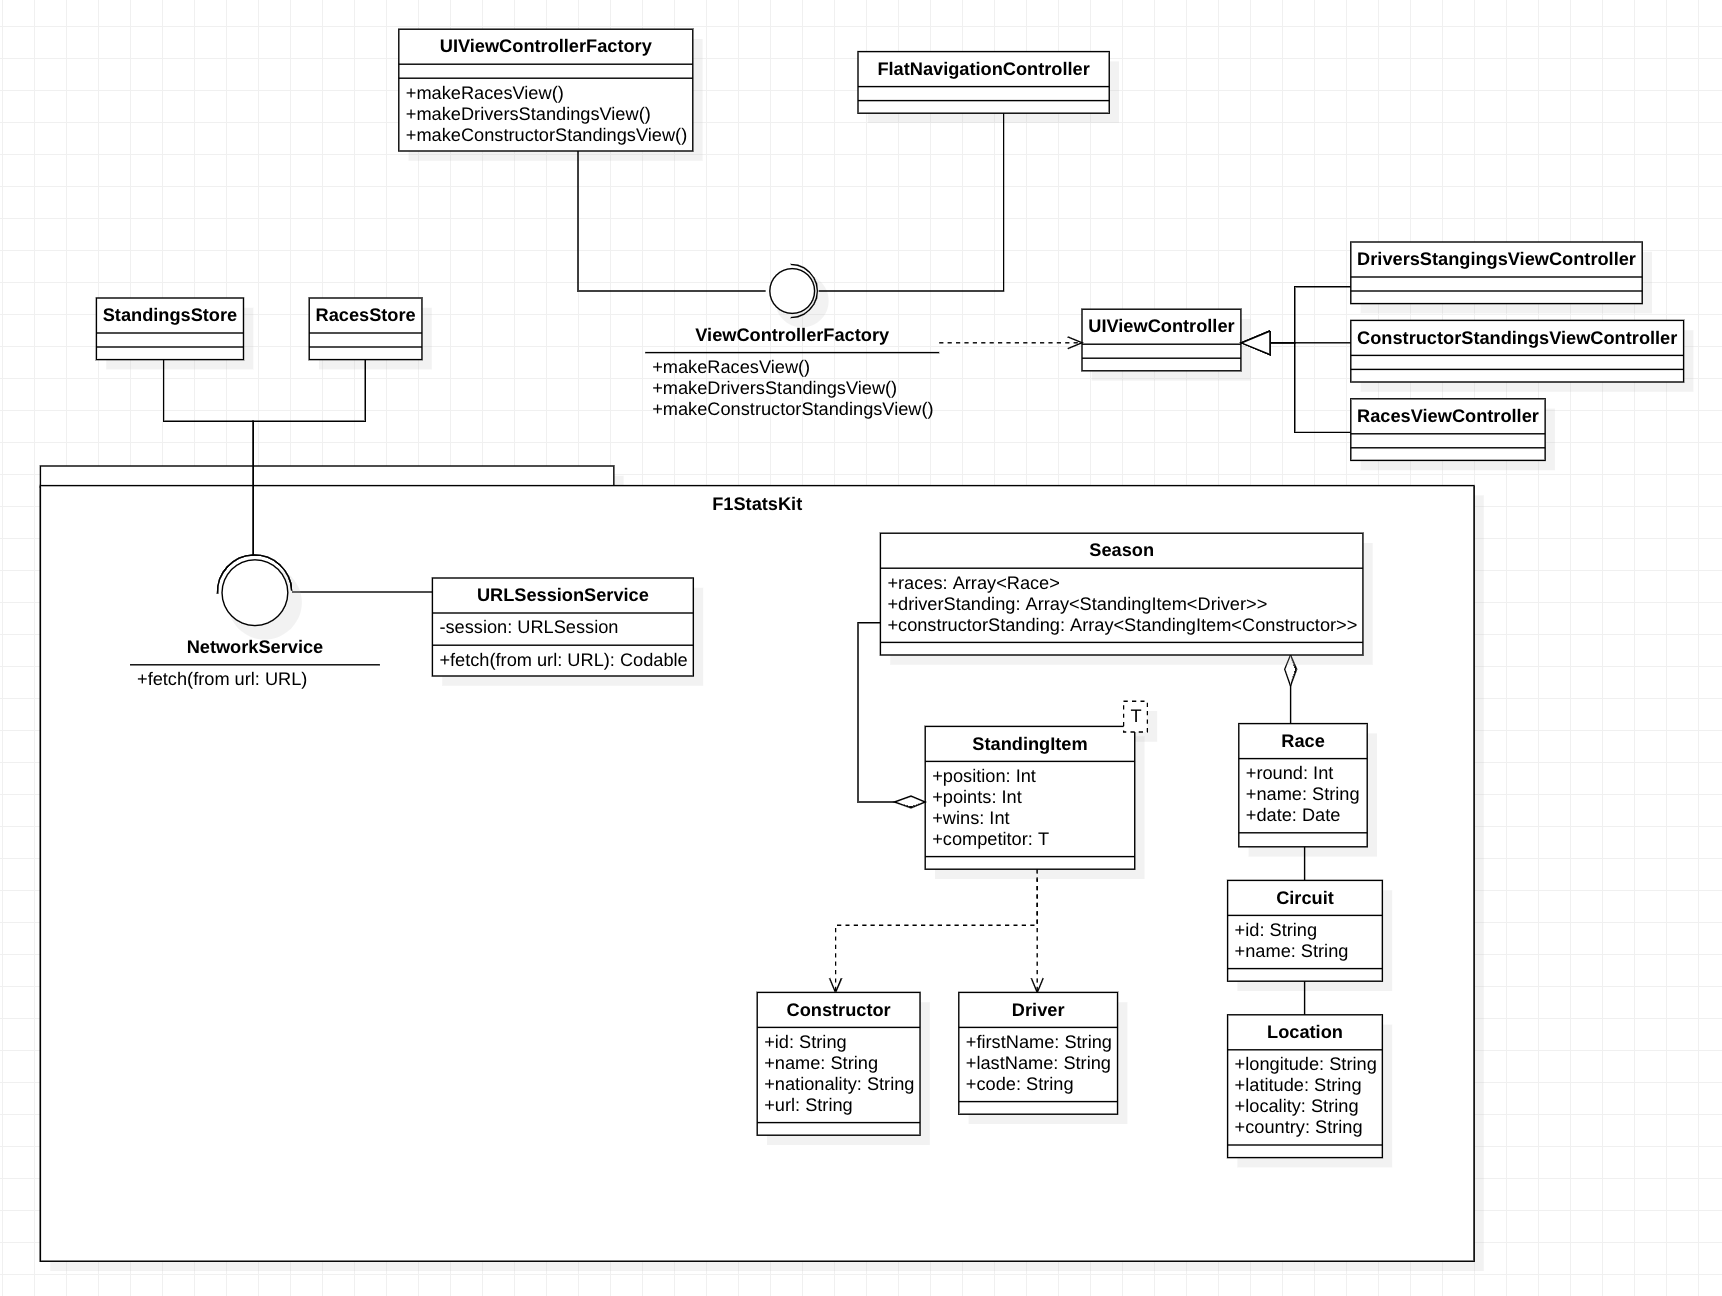 UIViewControllerFactory
+makeRacesView()
+makeDriversStandingsView()
+makeConstructorStandingsView()
FlatNavigationController
StandingsStore
RacesStore
ViewControllerFactory
+makeRacesView()
+makeDriversStandingsView()
+makeConstructorStandingsView()
UIViewController
DriversStangingsViewController
ConstructorStandingsViewController
RacesViewController
F1StatsKit
NetworkService
+fetch(from url: URL)
URLSessionService
-session: URLSession
+fetch(from url: URL): Codable
Season
+races: Array<Race>
+driverStanding: Array<StandingItem<Driver>>
+constructorStanding: Array<StandingItem<Constructor>>
T
StandingItem
+position: Int
+points: Int
+wins: Int
+competitor: T
Race
+round: Int
+name: String
+date: Date
Circuit
+id: String
+name: String
Constructor
+id: String
+name: String
+nationality: String
+url: String
Driver
+firstName: String
+lastName: String
+code: String
Location
+longitude: String
+latitude: String
+locality: String
+country: String